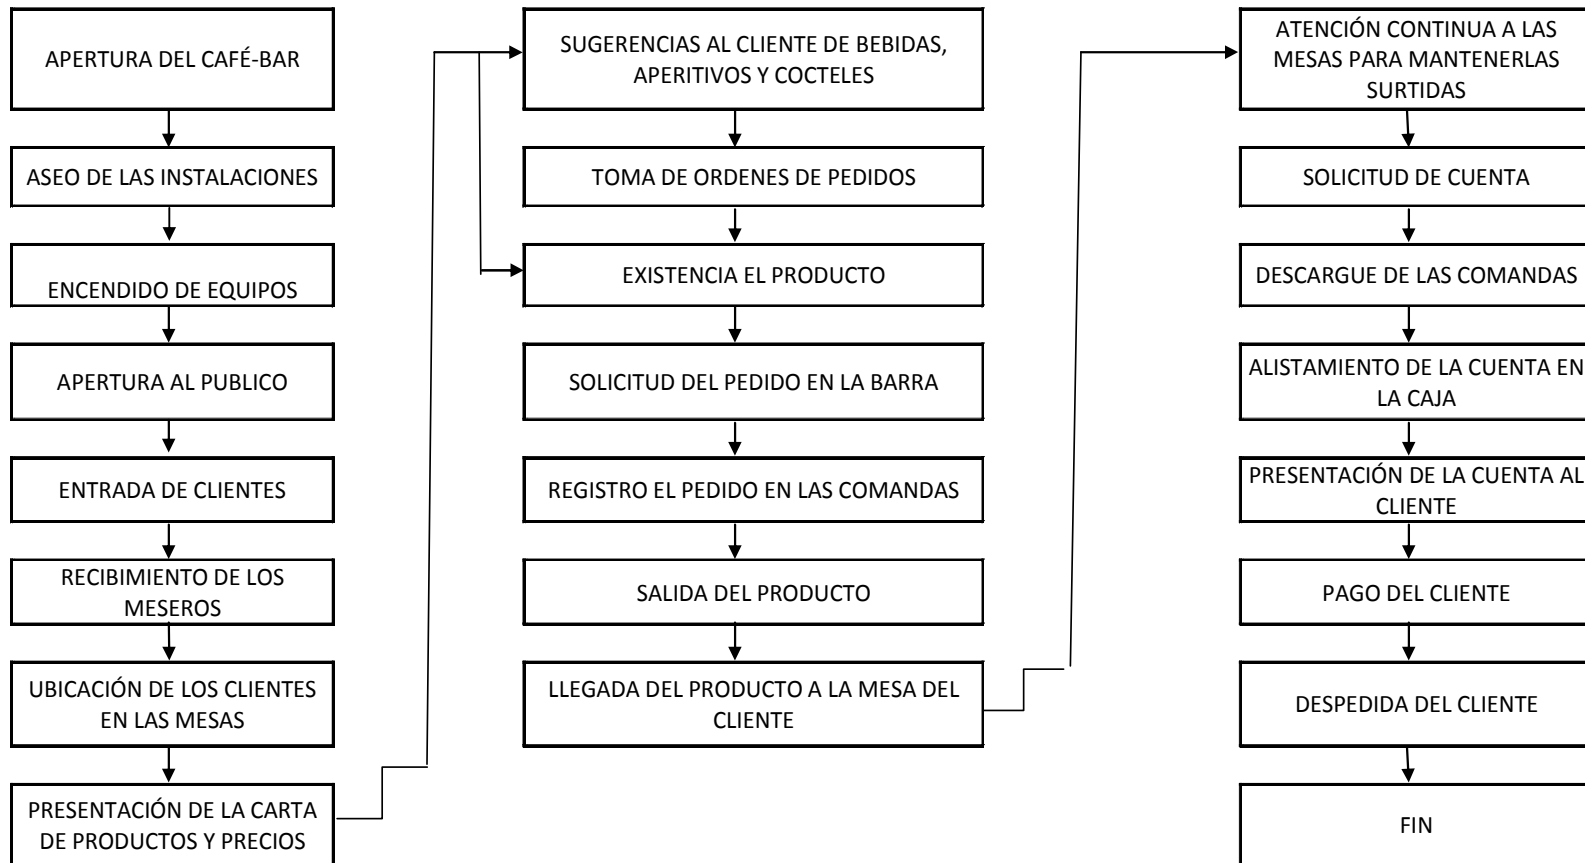 APERTURA DEL CAFÉ-BAR
ASEO DE LAS INSTALACIONES
ENCENDIDO DE EQUIPOS
APERTURA AL PUBLICO
ENTRADA DE CLIENTES
RECIBIMIENTO DE LOS
MESEROS
UBICACIÓN DE LOS CLIENTES
EN LAS MESAS
PRESENTACIÓN DE LA CARTA
DE PRODUCTOS Y PRECIOS
SUGERENCIAS AL CLIENTE DE BEBIDAS,
APERITIVOS Y COCTELES
TOMA DE ORDENES DE PEDIDOS
EXISTENCIA EL PRODUCTO
SOLICITUD DEL PEDIDO EN LA BARRA
REGISTRO EL PEDIDO EN LAS COMANDAS
SALIDA DEL PRODUCTO
LLEGADA DEL PRODUCTO A LA MESA DEL
CLIENTE
ATENCIÓN CONTINUA A LAS
MESAS PARA MANTENERLAS
SURTIDAS
SOLICITUD DE CUENTA
DESCARGUE DE LAS COMANDAS
ALISTAMIENTO DE LA CUENTA EN
LA CAJA
PRESENTACIÓN DE LA CUENTA AL
CLIENTE
PAGO DEL CLIENTE
DESPEDIDA DEL CLIENTE
FIN